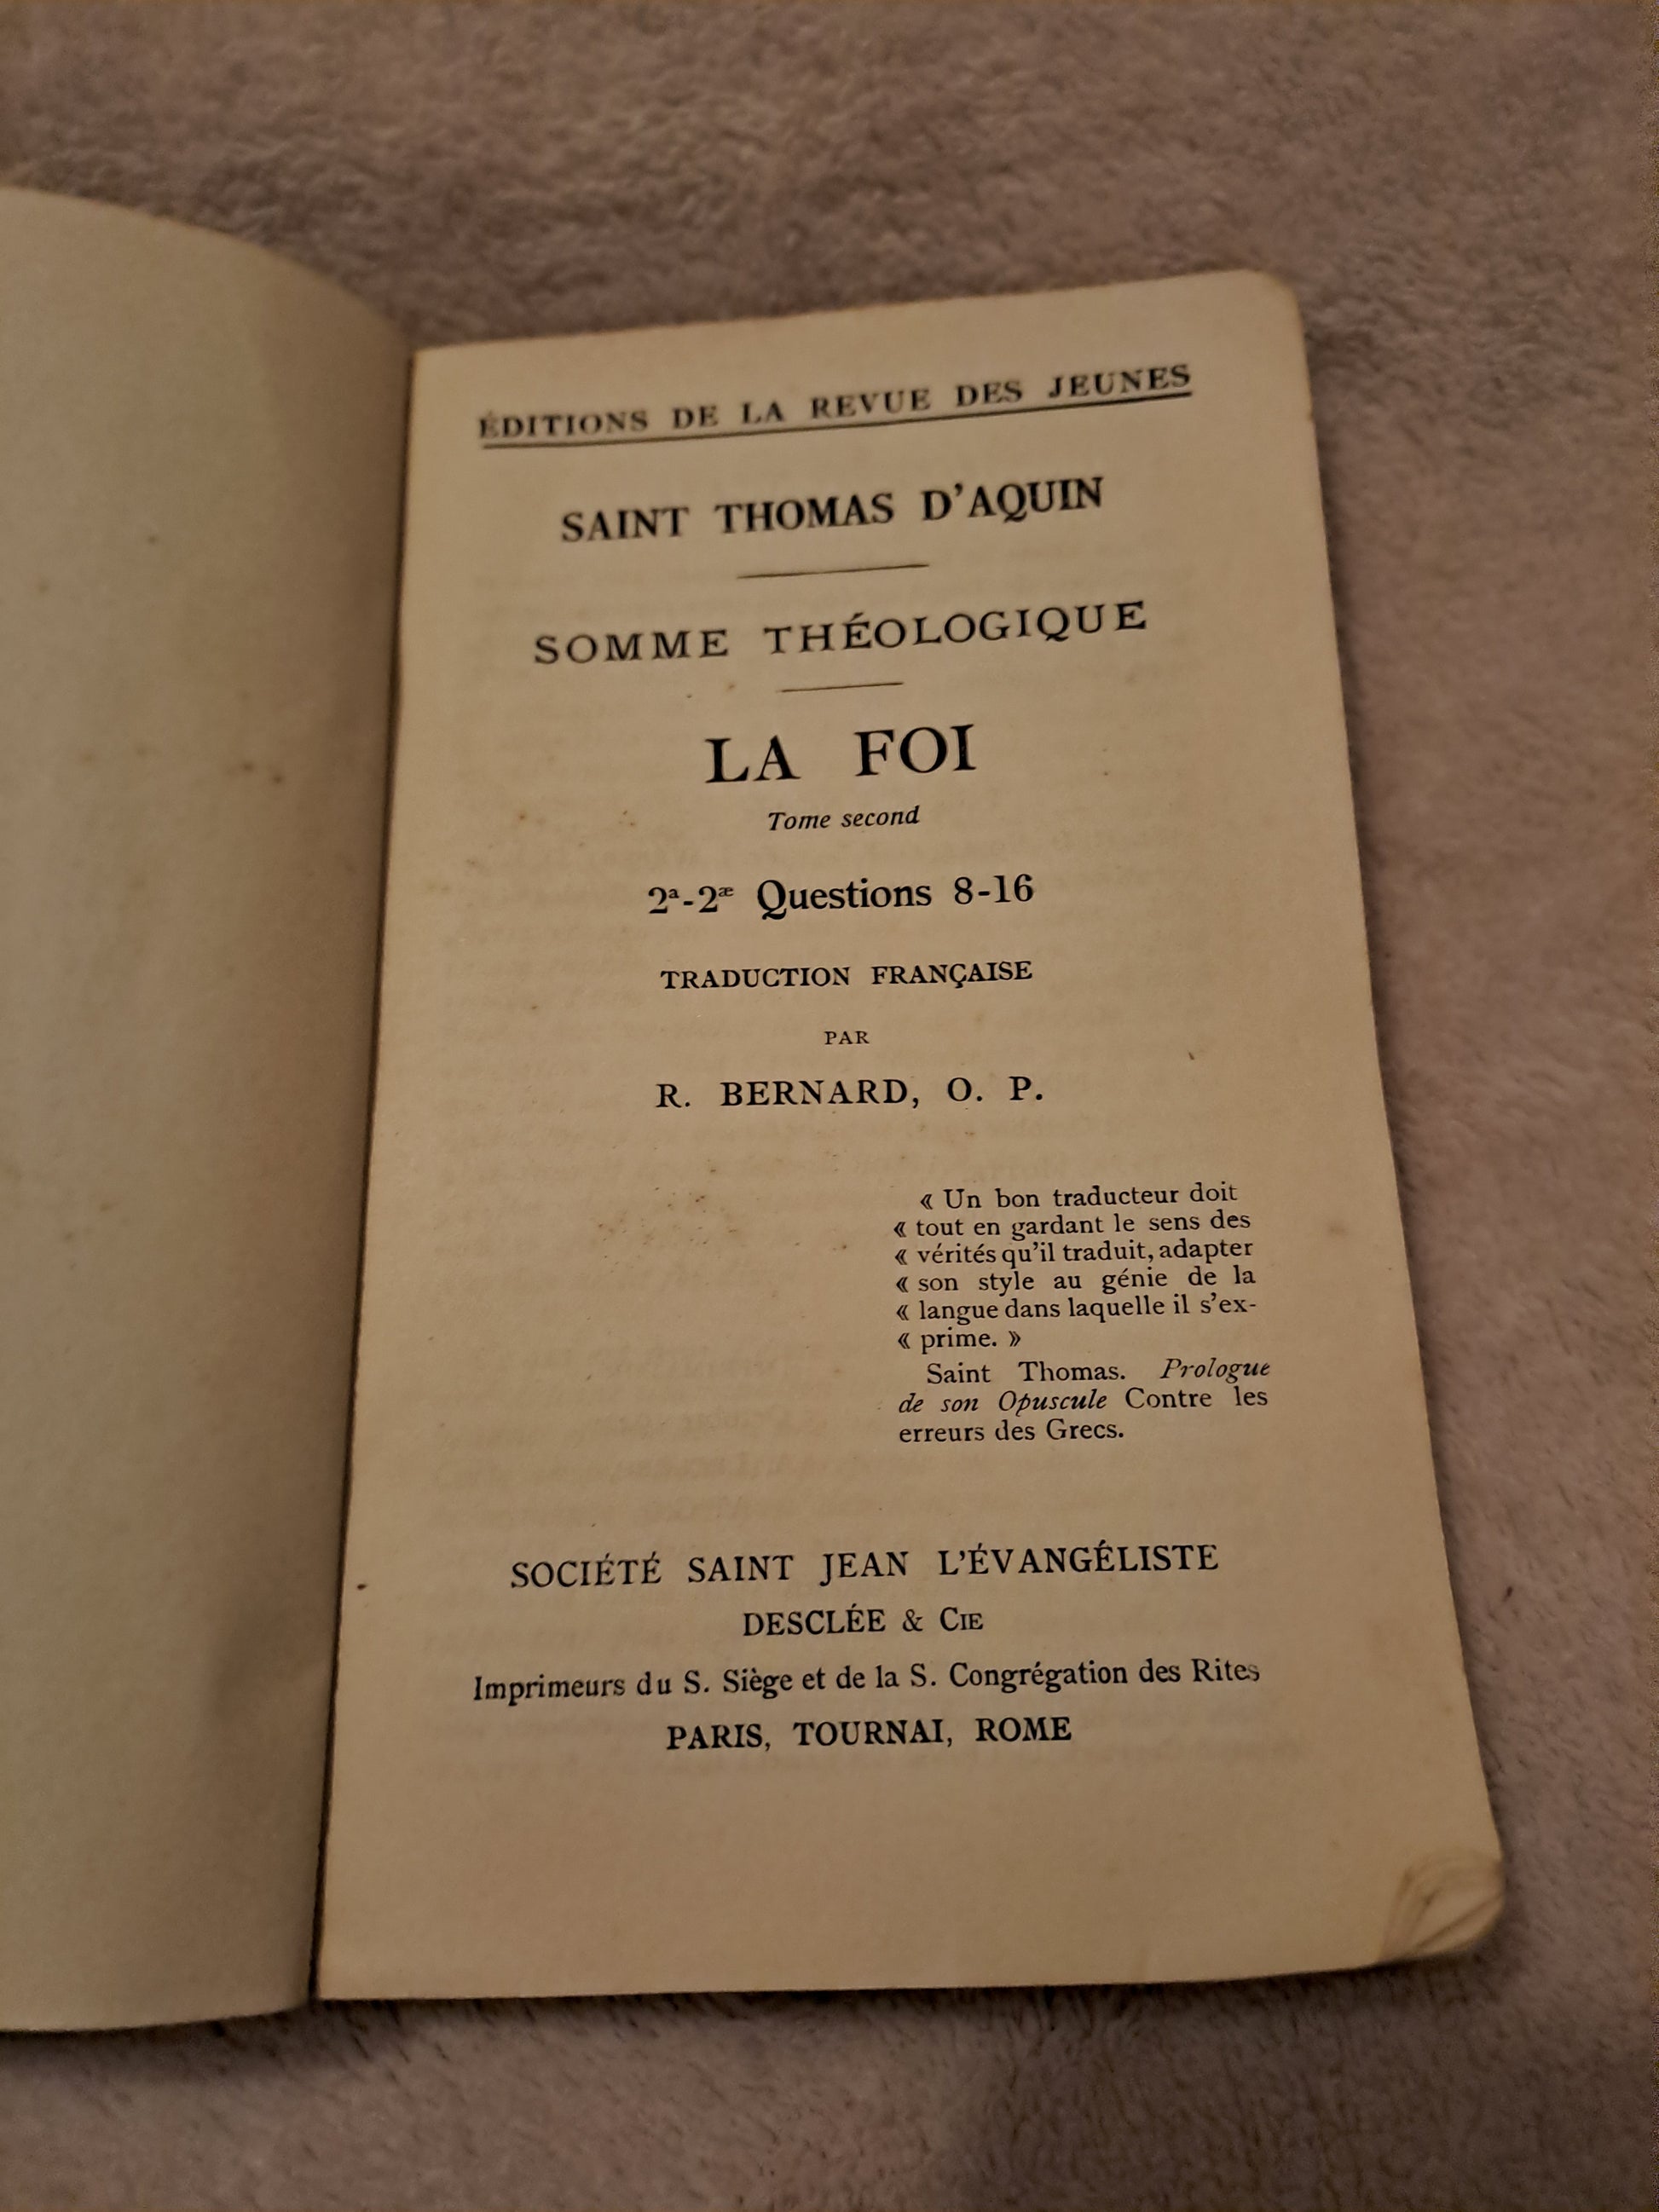 ÉDITIONS DE LA REVUE DES JEUNES
SAINT THOMAS D'AQUIN
SOMME THÉOLOGIQUE
LA FOI
Tome second
2ª-2æ Questions 8-16
TRADUCTION FRANÇAISE
PAR
R. BERNARD, O. P.
« Un bon traducteur doit
« tout en gardant le sens des
« vérités qu'il traduit, adapter
« son style au génie de la
« langue dans laquelle il s'ex-
« prime. »
Saint Thomas. Prologue
de son Opuscule Contre les
erreurs des Grecs.
SOCIÉTÉ SAINT JEAN L'ÉVANGÉLISTE
DESCLÉE & CIE
Imprimeurs du S. Siège et de la S. Congrégation des Rites
PARIS, TOURNAI, ROME